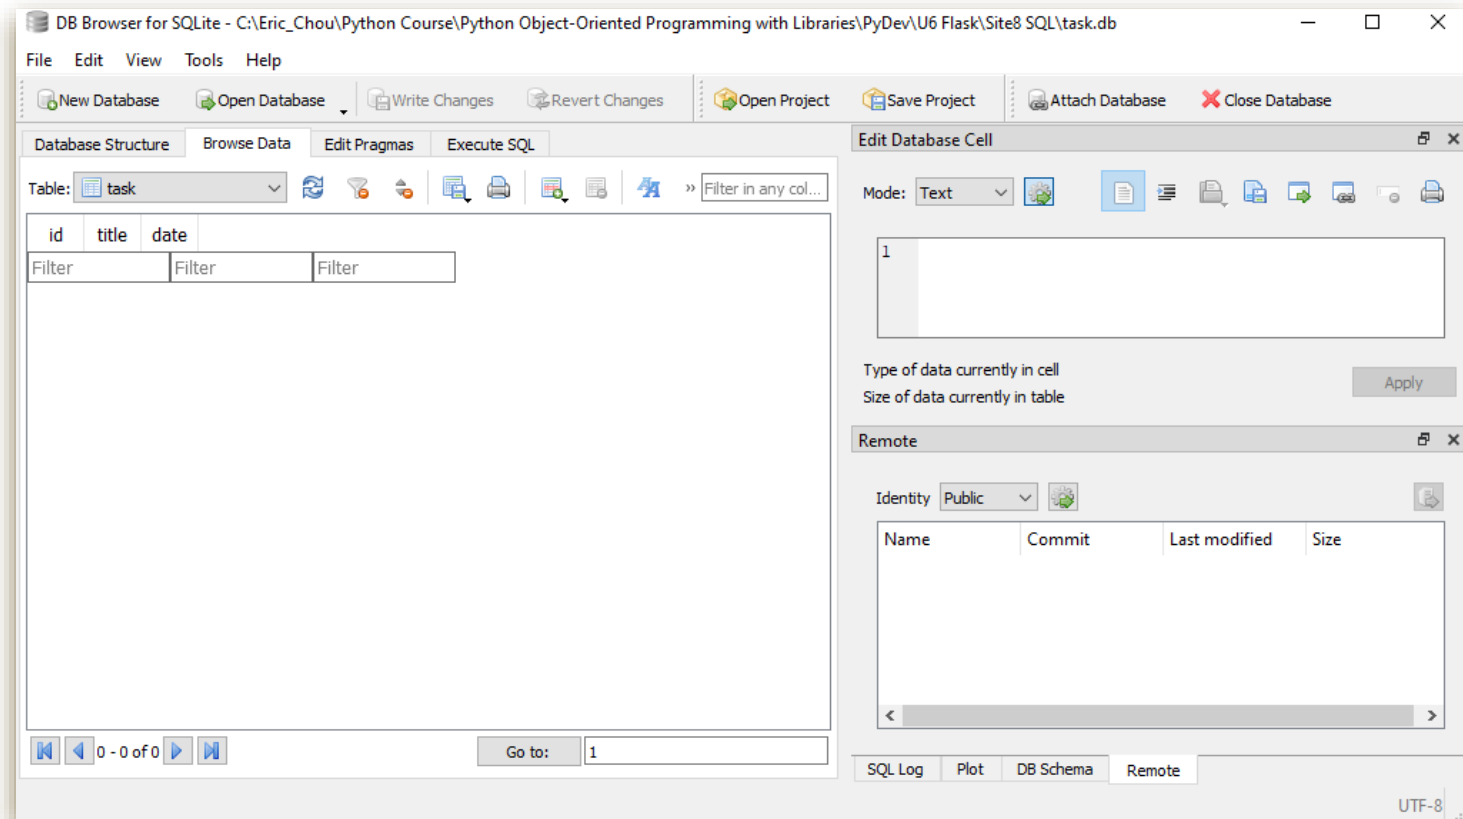 DB Browser for SQLite - C:\Eric_Chou\Python Course\Python Object-Oriented Programming with Libraries\PyDev\U6 Flask\Site8 SQL\task.db
File Edit View Tools Help
New Database Open Database Write Changes Revert Changes Open Project Save Project Attach Database Close Database
Database Structure Browse Data Edit Pragmas Execute SQL
Table: task » Filter in any col...
id title date
Filter Filter Filter
0 - 0 of 0 Go to: 1
Edit Database Cell
Mode: Text
1
Type of data currently in cell
Size of data currently in table
Apply
Remote
Identity Public
Name Commit Last modified Size
SQL Log Plot DB Schema Remote
UTF-8